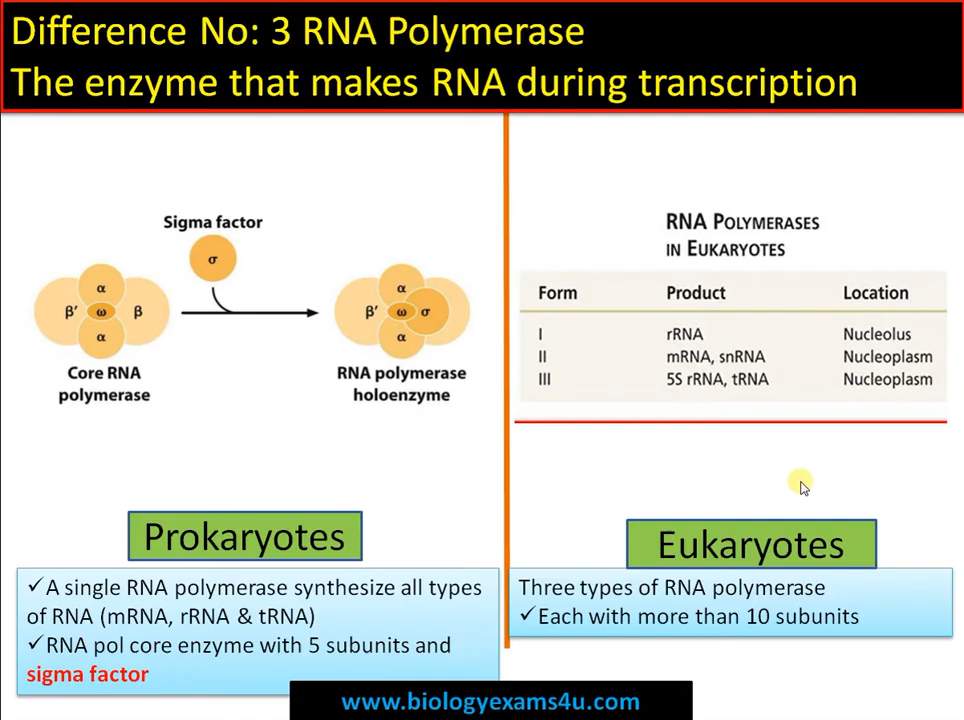 Difference No: 3 RNA Polymerase
The enzyme that makes RNA during transcription
Sigma factor
σ
α
β′ ω β
α
Core RNA
polymerase
α
β′ ω σ
α
RNA polymerase
holoenzyme
Prokaryotes
✓A single RNA polymerase synthesize all types
of RNA (mRNA, rRNA & tRNA)
✓RNA pol core enzyme with 5 subunits and
sigma factor
RNA POLYMERASES
IN EUKARYOTES
Form Product Location
I rRNA Nucleolus
II mRNA, snRNA Nucleoplasm
III 5S rRNA, tRNA Nucleoplasm
Eukaryotes
Three types of RNA polymerase
✓Each with more than 10 subunits
www.biologyexams4u.com